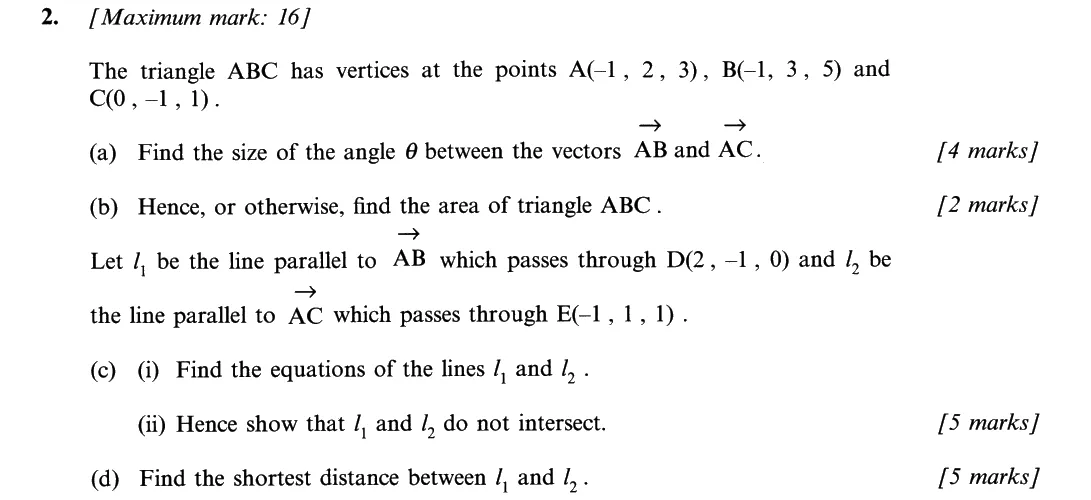 2. [Maximum mark: 16]
The triangle ABC has vertices at the points A(–1 , 2 , 3) , B(–1, 3 , 5) and
C(0 , –1 , 1) .
(a) Find the size of the angle θ between the vectors →AB and →AC . [4 marks]
(b) Hence, or otherwise, find the area of triangle ABC . [2 marks]
Let l₁ be the line parallel to →AB which passes through D(2 , –1 , 0) and l₂ be
the line parallel to →AC which passes through E(–1 , 1 , 1) .
(c) (i) Find the equations of the lines l₁ and l₂ .
(ii) Hence show that l₁ and l₂ do not intersect. [5 marks]
(d) Find the shortest distance between l₁ and l₂ . [5 marks]